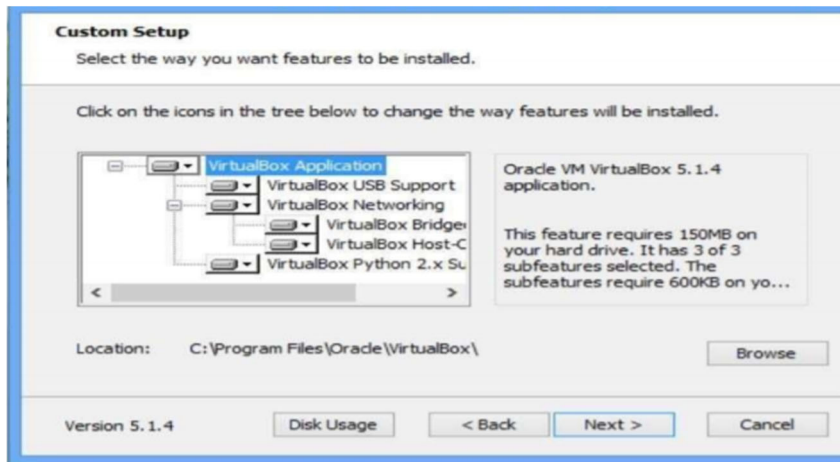 Custom Setup
Select the way you want features to be installed.
Click on the icons in the tree below to change the way features will be installed.
VirtualBox Application
VirtualBox USB Support
VirtualBox Networking
VirtualBox Bridge
VirtualBox Host-C
VirtualBox Python 2.x Su
Oracle VM VirtualBox 5.1.4
application.
This feature requires 150MB on
your hard drive. It has 3 of 3
subfeatures selected. The
subfeatures require 600KB on yo...
Location: C:\Program Files\Oracle\VirtualBox\
Browse
Version 5.1.4
Disk Usage
< Back
Next >
Cancel